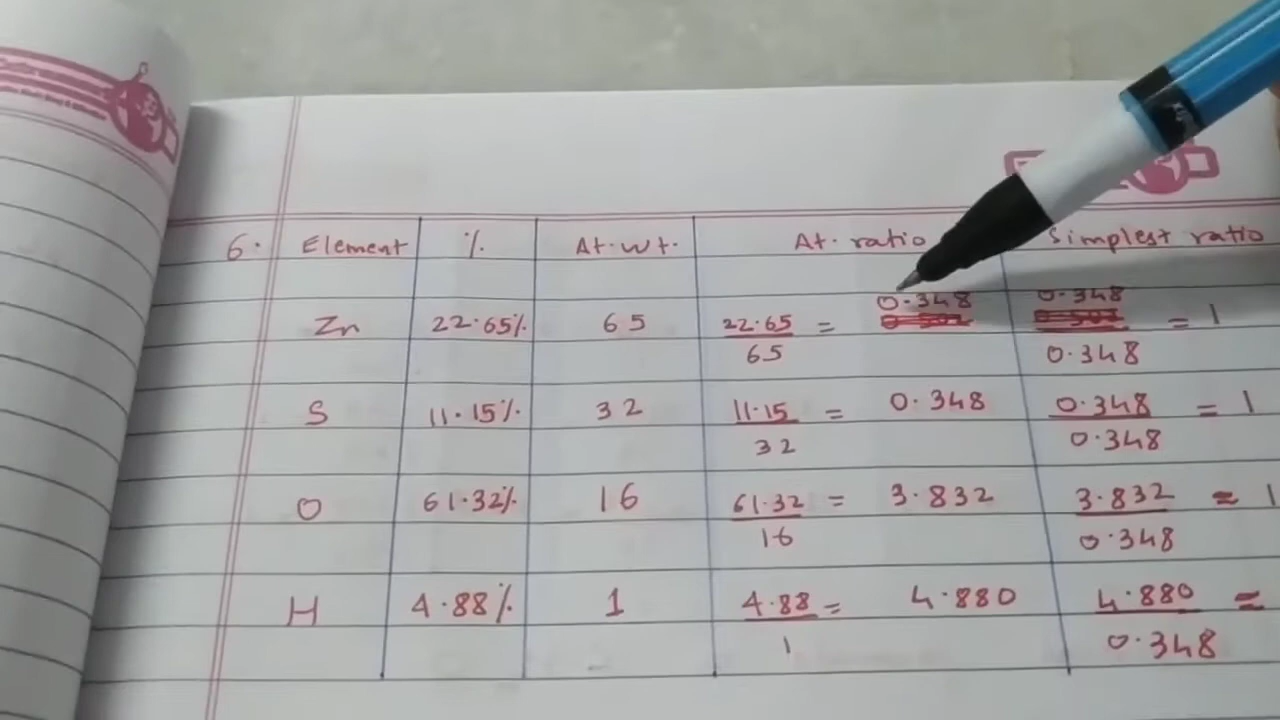 6. Element % At.wt. At. ratio Simplest ratio
0.348 0.348
Zn 22.65% 65 22.65 = = 1
65 0.348
S 11.15% 32 11.15 = 0.348 0.348 = 1
32 0.348
O 61.32% 16 61.32 = 3.832 3.832 ≈ 1
16 0.348
H 4.88% 1 4.88 = 4.880 4.880 ≈
1 0.348